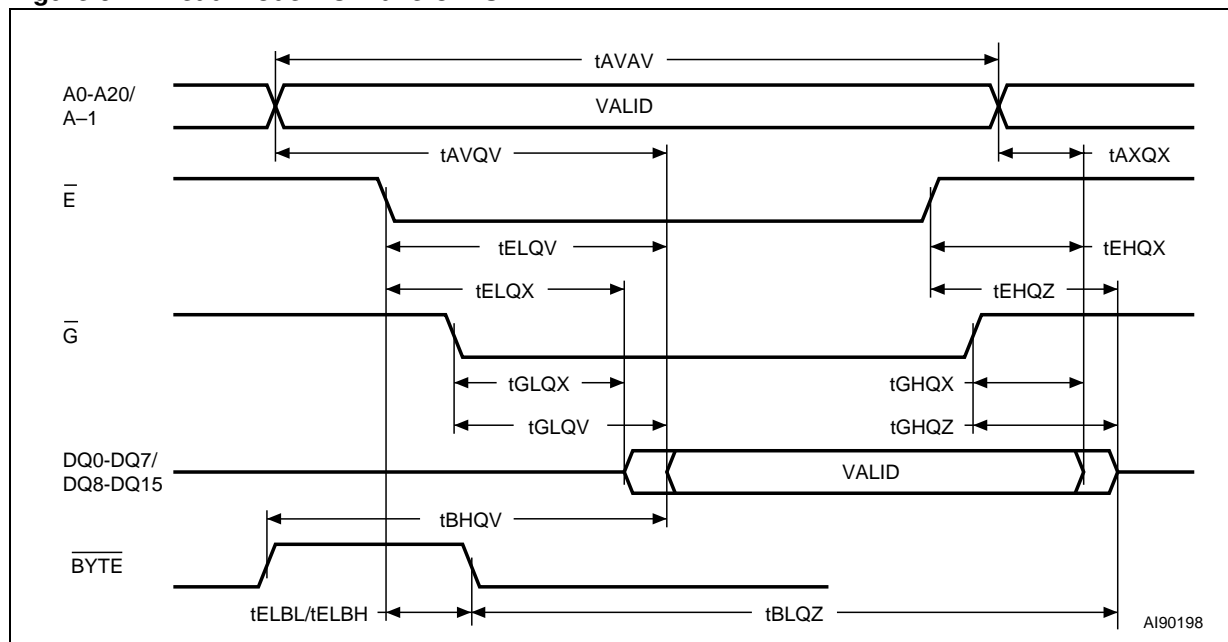 tAVAV
A0-A20/
A–1
VALID
tAVQV
tAXQX
E
tELQV
tEHQX
tELQX
tEHQZ
G
tGLQX
tGHQX
tGLQV
tGHQZ
DQ0-DQ7/
DQ8-DQ15
VALID
tBHQV
BYTE
tELBL/tELBH
tBLQZ
AI90198